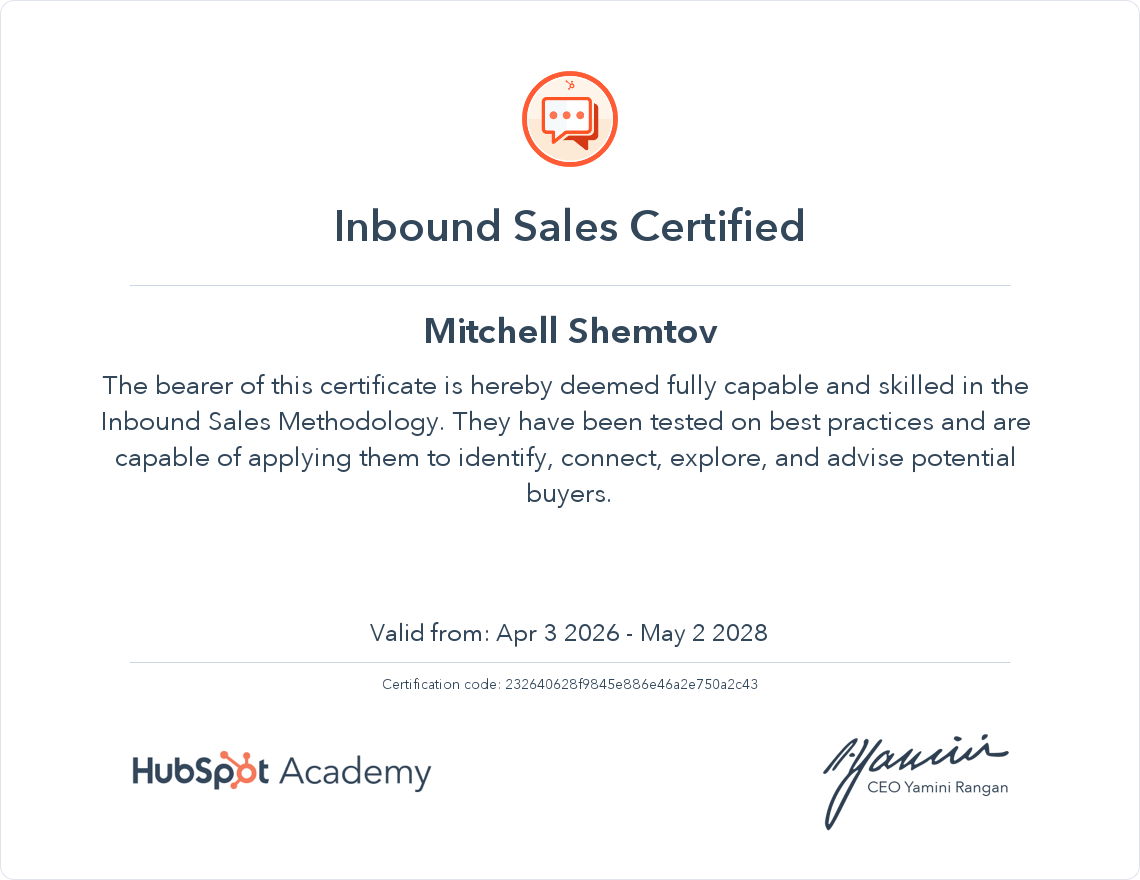 Inbound Sales Certified
Mitchell Shemtov
The bearer of this certificate is hereby deemed fully capable and skilled in the
Inbound Sales Methodology. They have been tested on best practices and are
capable of applying them to identify, connect, explore, and advise potential
buyers.
Valid from: Apr 3 2026 - May 2 2028
Certification code: 232640628f9845e886e46a2e750a2c43
HubSpot Academy
CEO Yamini Rangan